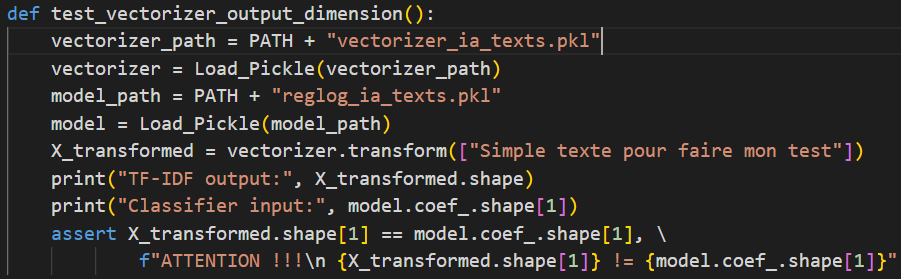 def test_vectorizer_output_dimension():
    vectorizer_path = PATH + "vectorizer_ia_texts.pkl"
    vectorizer = Load_Pickle(vectorizer_path)
    model_path = PATH + "reglog_ia_texts.pkl"
    model = Load_Pickle(model_path)
    X_transformed = vectorizer.transform(["Simple texte pour faire mon test"])
    print("TF-IDF output:", X_transformed.shape)
    print("Classifier input:", model.coef_.shape[1])
    assert X_transformed.shape[1] == model.coef_.shape[1], \
            f"ATTENTION !!!\n {X_transformed.shape[1]} != {model.coef_.shape[1]}"